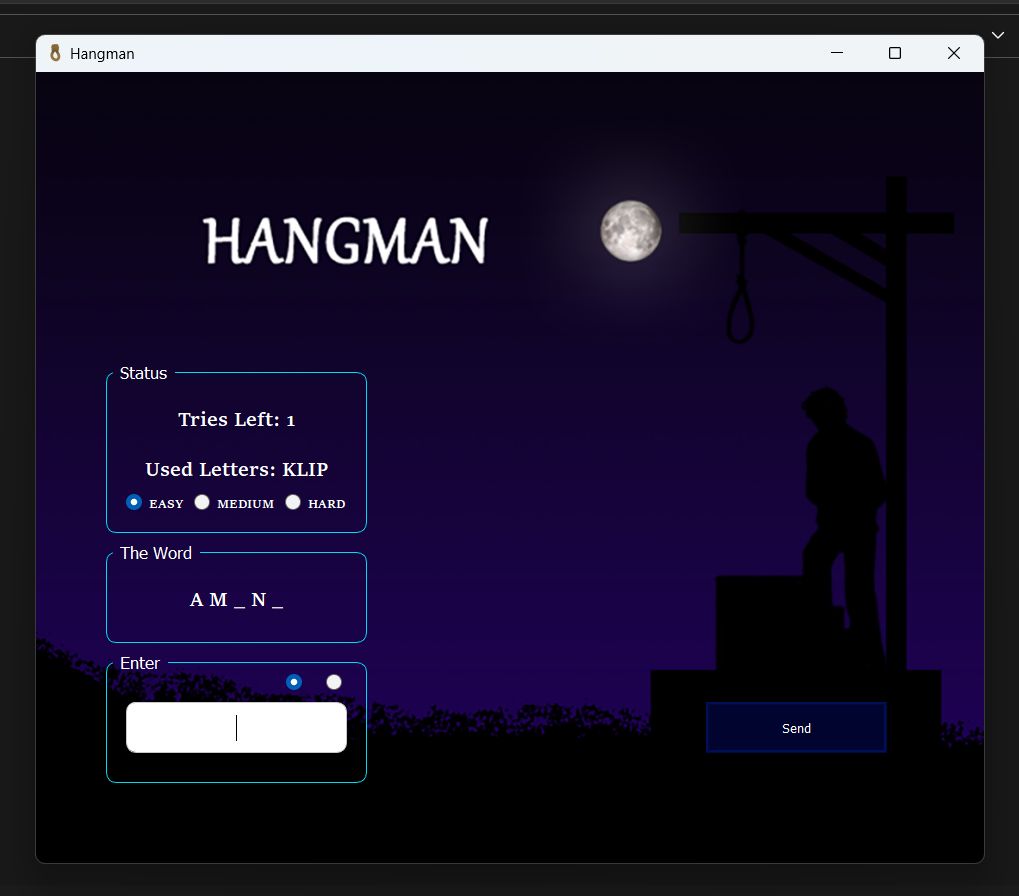 Hangman
HANGMAN
Status
Tries Left: 1
Used Letters: KLIP
EASY MEDIUM HARD
The Word
A M _ N _
Enter
Send